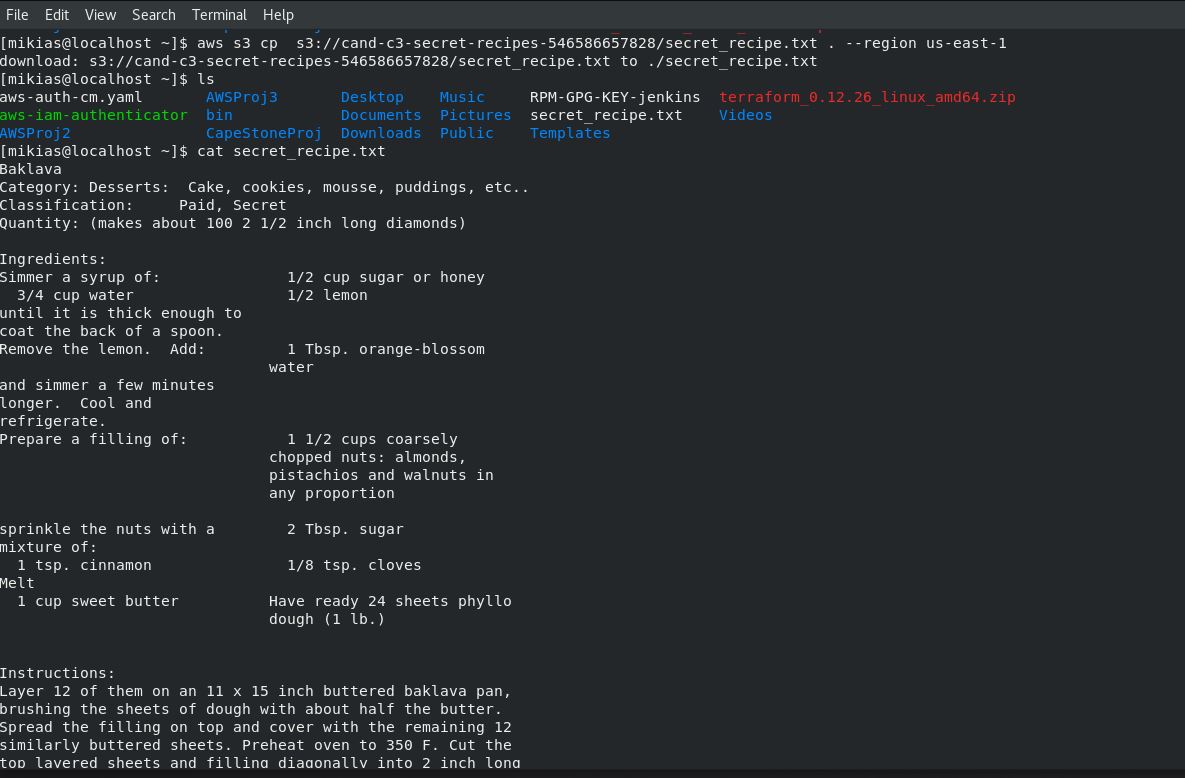 File Edit View Search Terminal Help
[mikias@localhost ~]$ aws s3 cp  s3://cand-c3-secret-recipes-546586657828/secret_recipe.txt . --region us-east-1
download: s3://cand-c3-secret-recipes-546586657828/secret_recipe.txt to ./secret_recipe.txt
[mikias@localhost ~]$ ls
aws-auth-cm.yaml       AWSProj3       Desktop    Music     RPM-GPG-KEY-jenkins  terraform_0.12.26_linux_amd64.zip
aws-iam-authenticator  bin            Documents  Pictures  secret_recipe.txt    Videos
AWSProj2               CapeStoneProj  Downloads  Public    Templates
[mikias@localhost ~]$ cat secret_recipe.txt
Baklava
Category: Desserts:  Cake, cookies, mousse, puddings, etc..
Classification:     Paid, Secret
Quantity: (makes about 100 2 1/2 inch long diamonds)
Ingredients:
Simmer a syrup of:              1/2 cup sugar or honey
  3/4 cup water                 1/2 lemon
until it is thick enough to
coat the back of a spoon.
Remove the lemon.  Add:         1 Tbsp. orange-blossom
                              water
and simmer a few minutes
longer.  Cool and
refrigerate.
Prepare a filling of:           1 1/2 cups coarsely
                              chopped nuts: almonds,
                              pistachios and walnuts in
                              any proportion
sprinkle the nuts with a        2 Tbsp. sugar
mixture of:
  1 tsp. cinnamon               1/8 tsp. cloves
Melt
  1 cup sweet butter          Have ready 24 sheets phyllo
                              dough (1 lb.)
Instructions:
Layer 12 of them on an 11 x 15 inch buttered baklava pan,
brushing the sheets of dough with about half the butter.
Spread the filling on top and cover with the remaining 12
similarly buttered sheets. Preheat oven to 350 F. Cut the
top layered sheets and filling diagonally into 2 inch long